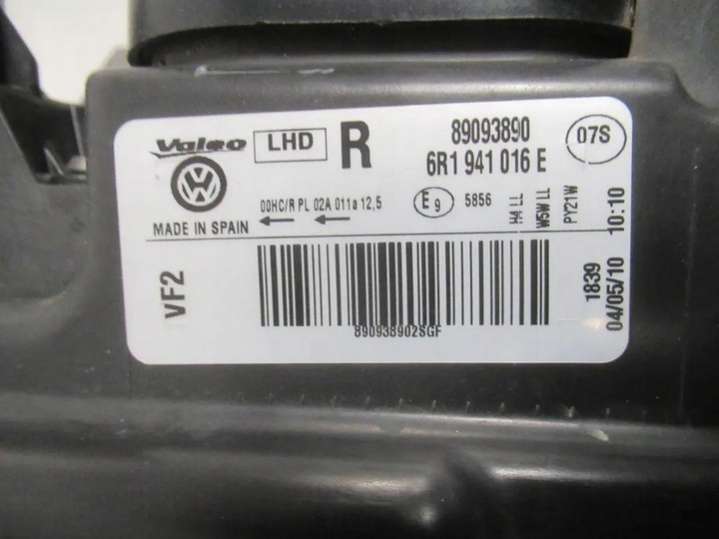 Valeo LHD R 89093890 07S
6R1 941 016 E
00HC/R PL 02A 011a 12,5
E9 5856
H4 LL
W5W LL
PY21W
MADE IN SPAIN
VF2
890938902SGF
1839
04/05/10 10:10